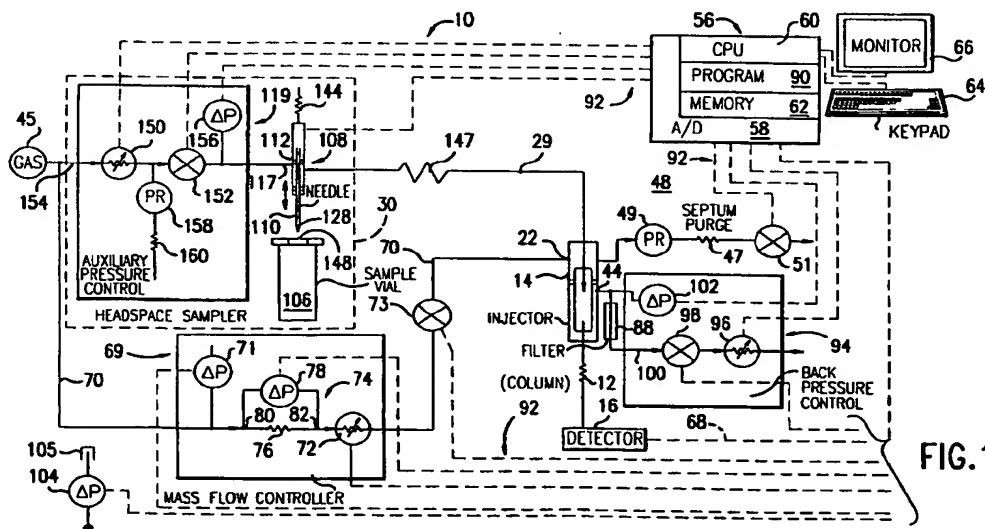 10
56
60
CPU
MONITOR
66
PROGRAM
90
MEMORY
62
A/D
58
92
KEYPAD
64
45
GAS
154
150
ΔP
156
119
152
144
112
108
117
NEEDLE
110
128
30
148
158
PR
160
AUXILIARY
PRESSURE
CONTROL
HEADSPACE SAMPLER
106
SAMPLE
VIAL
147
29
92
48
49
PR
SEPTUM
PURGE
47
51
22
14
44
102
ΔP
INJECTOR
FILTER
88
98
96
94
100
BACK
PRESSURE
CONTROL
70
73
69
71
ΔP
78
ΔP
74
70
80
82
76
72
MASS FLOW CONTROLLER
(COLUMN)
12
16
DETECTOR
92
68
105
104
ΔP
FIG.1